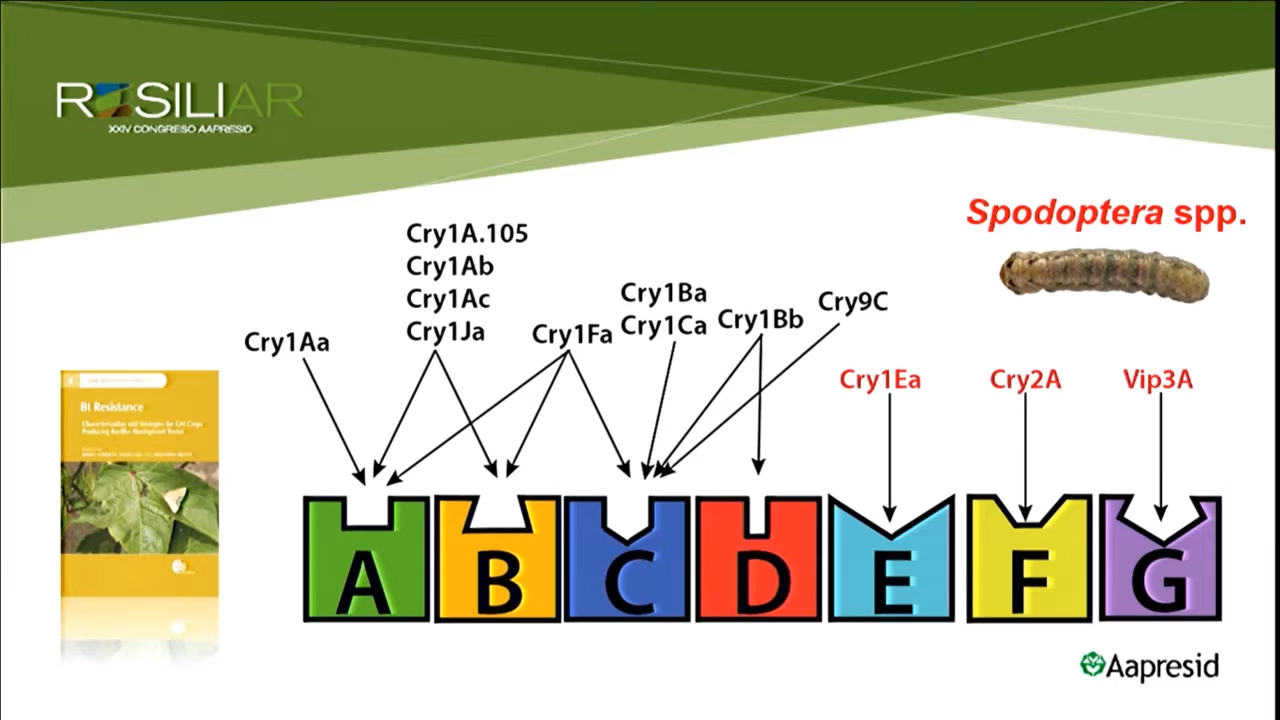 RESILIAR
XXIV CONGRESO AAPRESID
Spodoptera spp.
Cry1A.105
Cry1Ab
Cry1Ac
Cry1Ja
Cry1Aa
Cry1Fa
Cry1Ba
Cry1Ca
Cry1Bb
Cry9C
Cry1Ea
Cry2A
Vip3A
Bt Resistance
Characterization and Strategies for GM Crops
Producing Bacillus thuringiensis Toxins
A B C D E F G
Aapresid